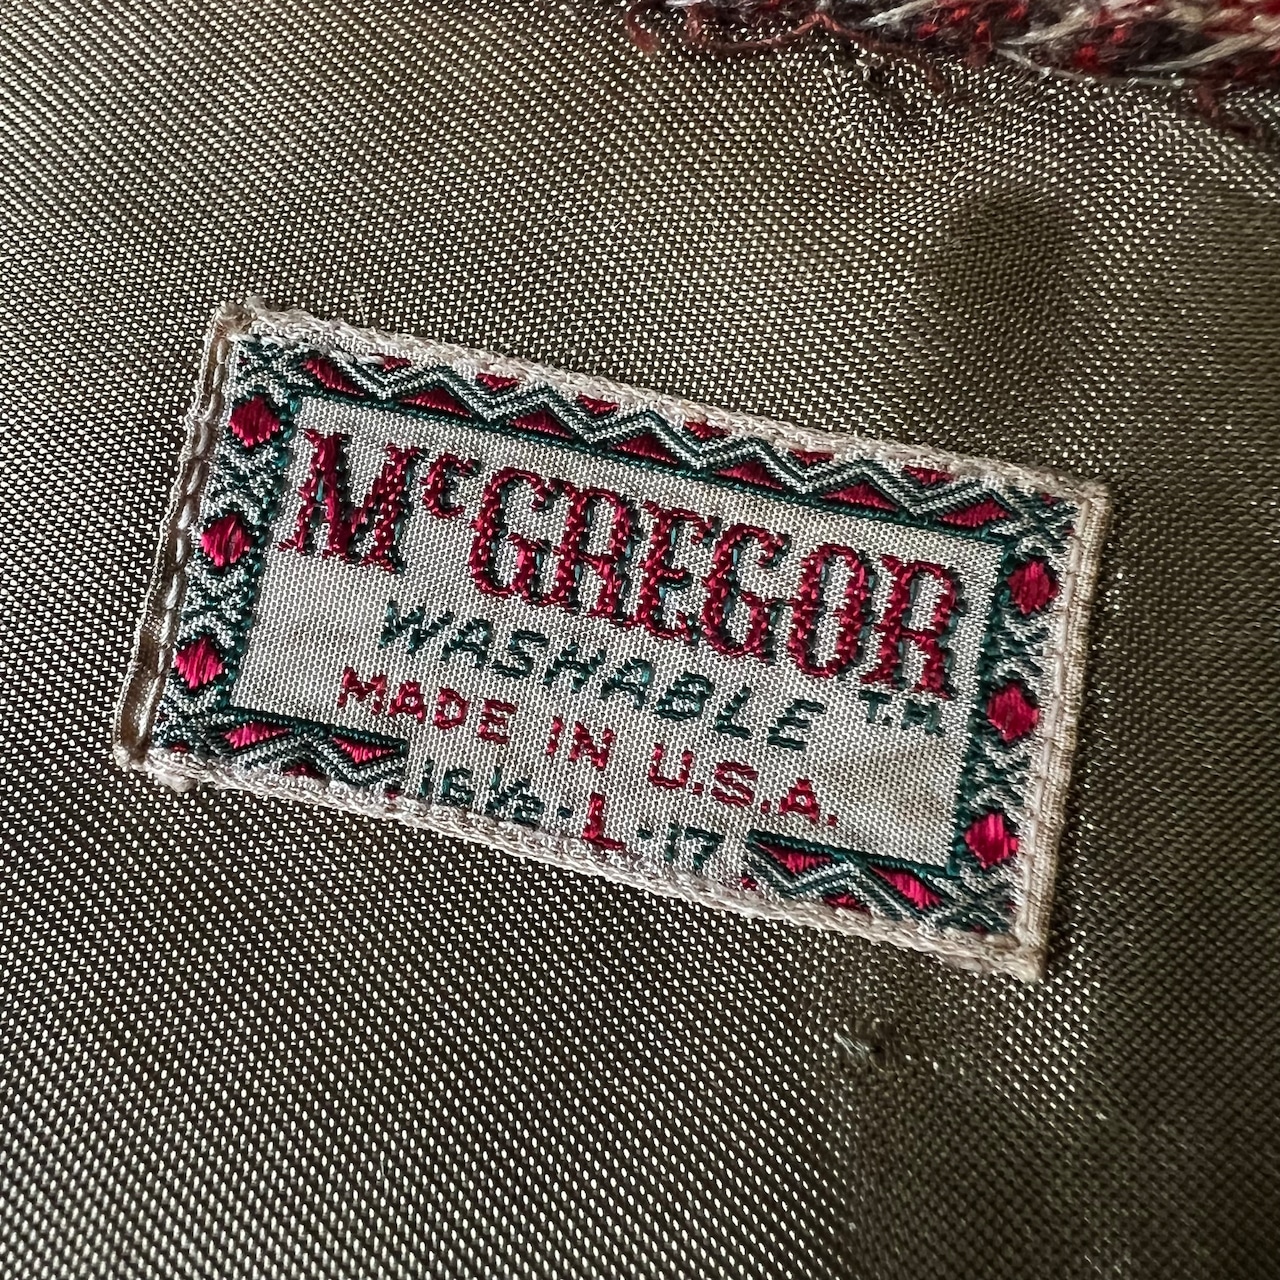 McGREGOR
T.M.
WASHABLE
MADE IN U.S.A.
16½-L-17